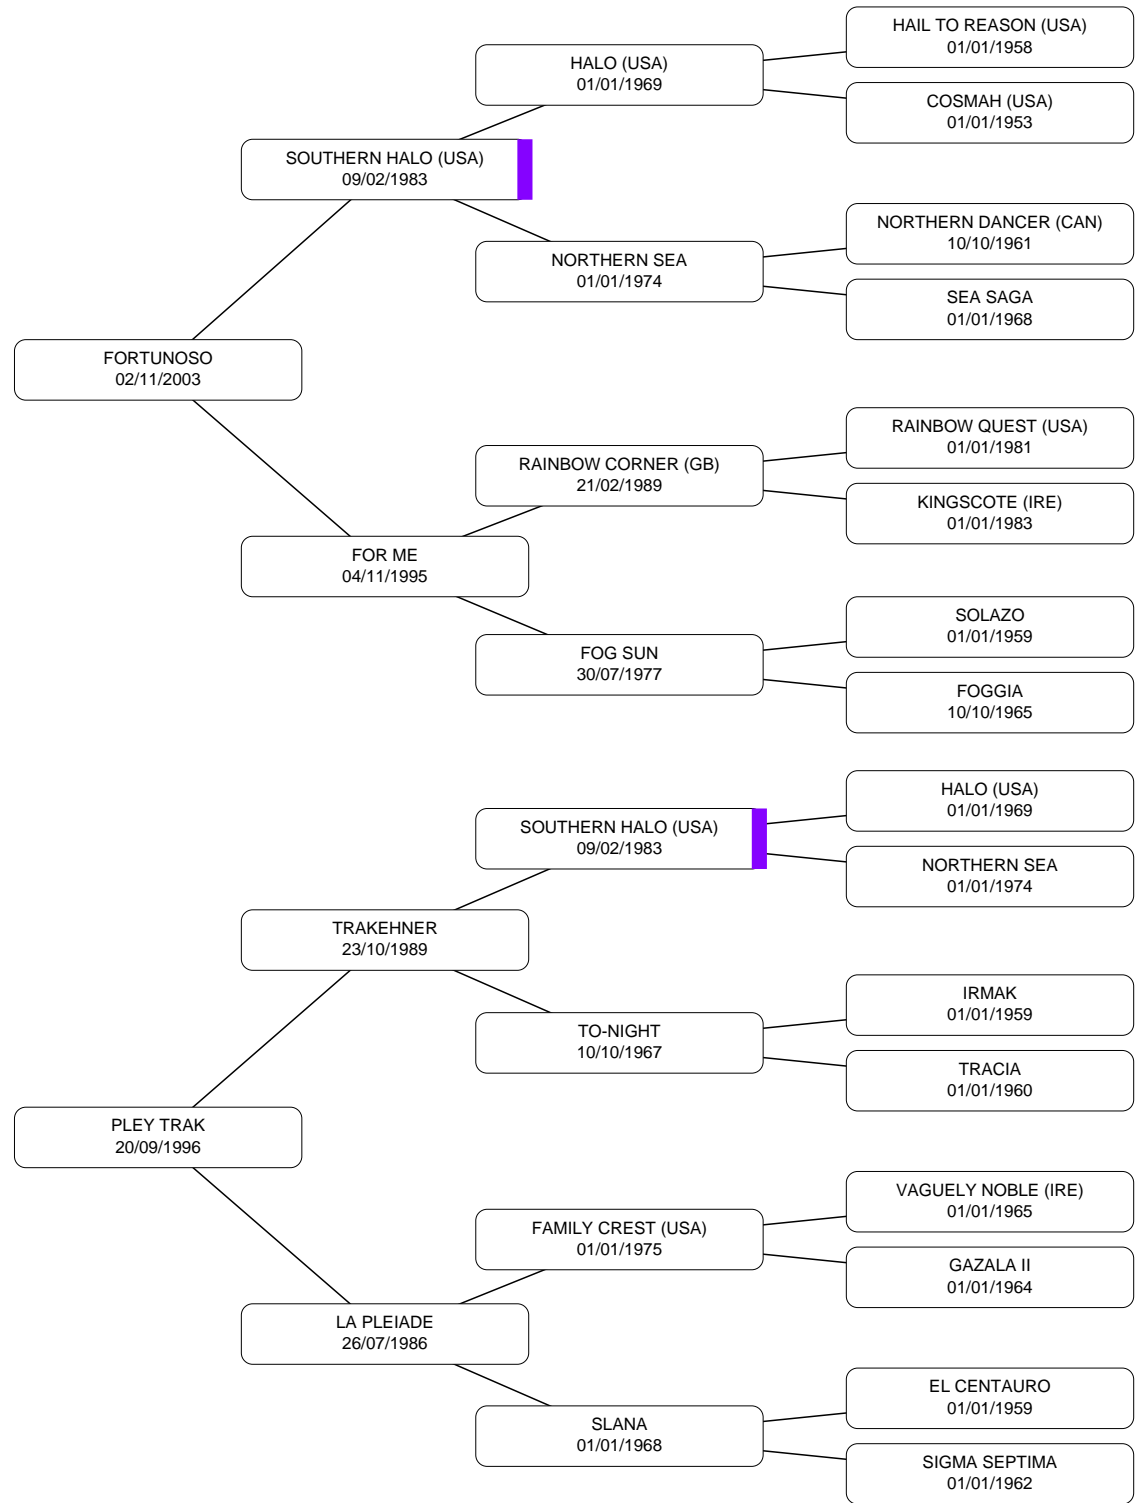 HAIL TO REASON (USA)
01/01/1958
HALO (USA)
01/01/1969
COSMAH (USA)
01/01/1953
SOUTHERN HALO (USA)
09/02/1983
NORTHERN DANCER (CAN)
10/10/1961
NORTHERN SEA
01/01/1974
SEA SAGA
01/01/1968
FORTUNOSO
02/11/2003
RAINBOW QUEST (USA)
01/01/1981
RAINBOW CORNER (GB)
21/02/1989
KINGSCOTE (IRE)
01/01/1983
FOR ME
04/11/1995
SOLAZO
01/01/1959
FOG SUN
30/07/1977
FOGGIA
10/10/1965
HALO (USA)
01/01/1969
SOUTHERN HALO (USA)
09/02/1983
NORTHERN SEA
01/01/1974
TRAKEHNER
23/10/1989
IRMAK
01/01/1959
TO-NIGHT
10/10/1967
TRACIA
01/01/1960
PLEY TRAK
20/09/1996
VAGUELY NOBLE (IRE)
01/01/1965
FAMILY CREST (USA)
01/01/1975
GAZALA II
01/01/1964
LA PLEIADE
26/07/1986
EL CENTAURO
01/01/1959
SLANA
01/01/1968
SIGMA SEPTIMA
01/01/1962